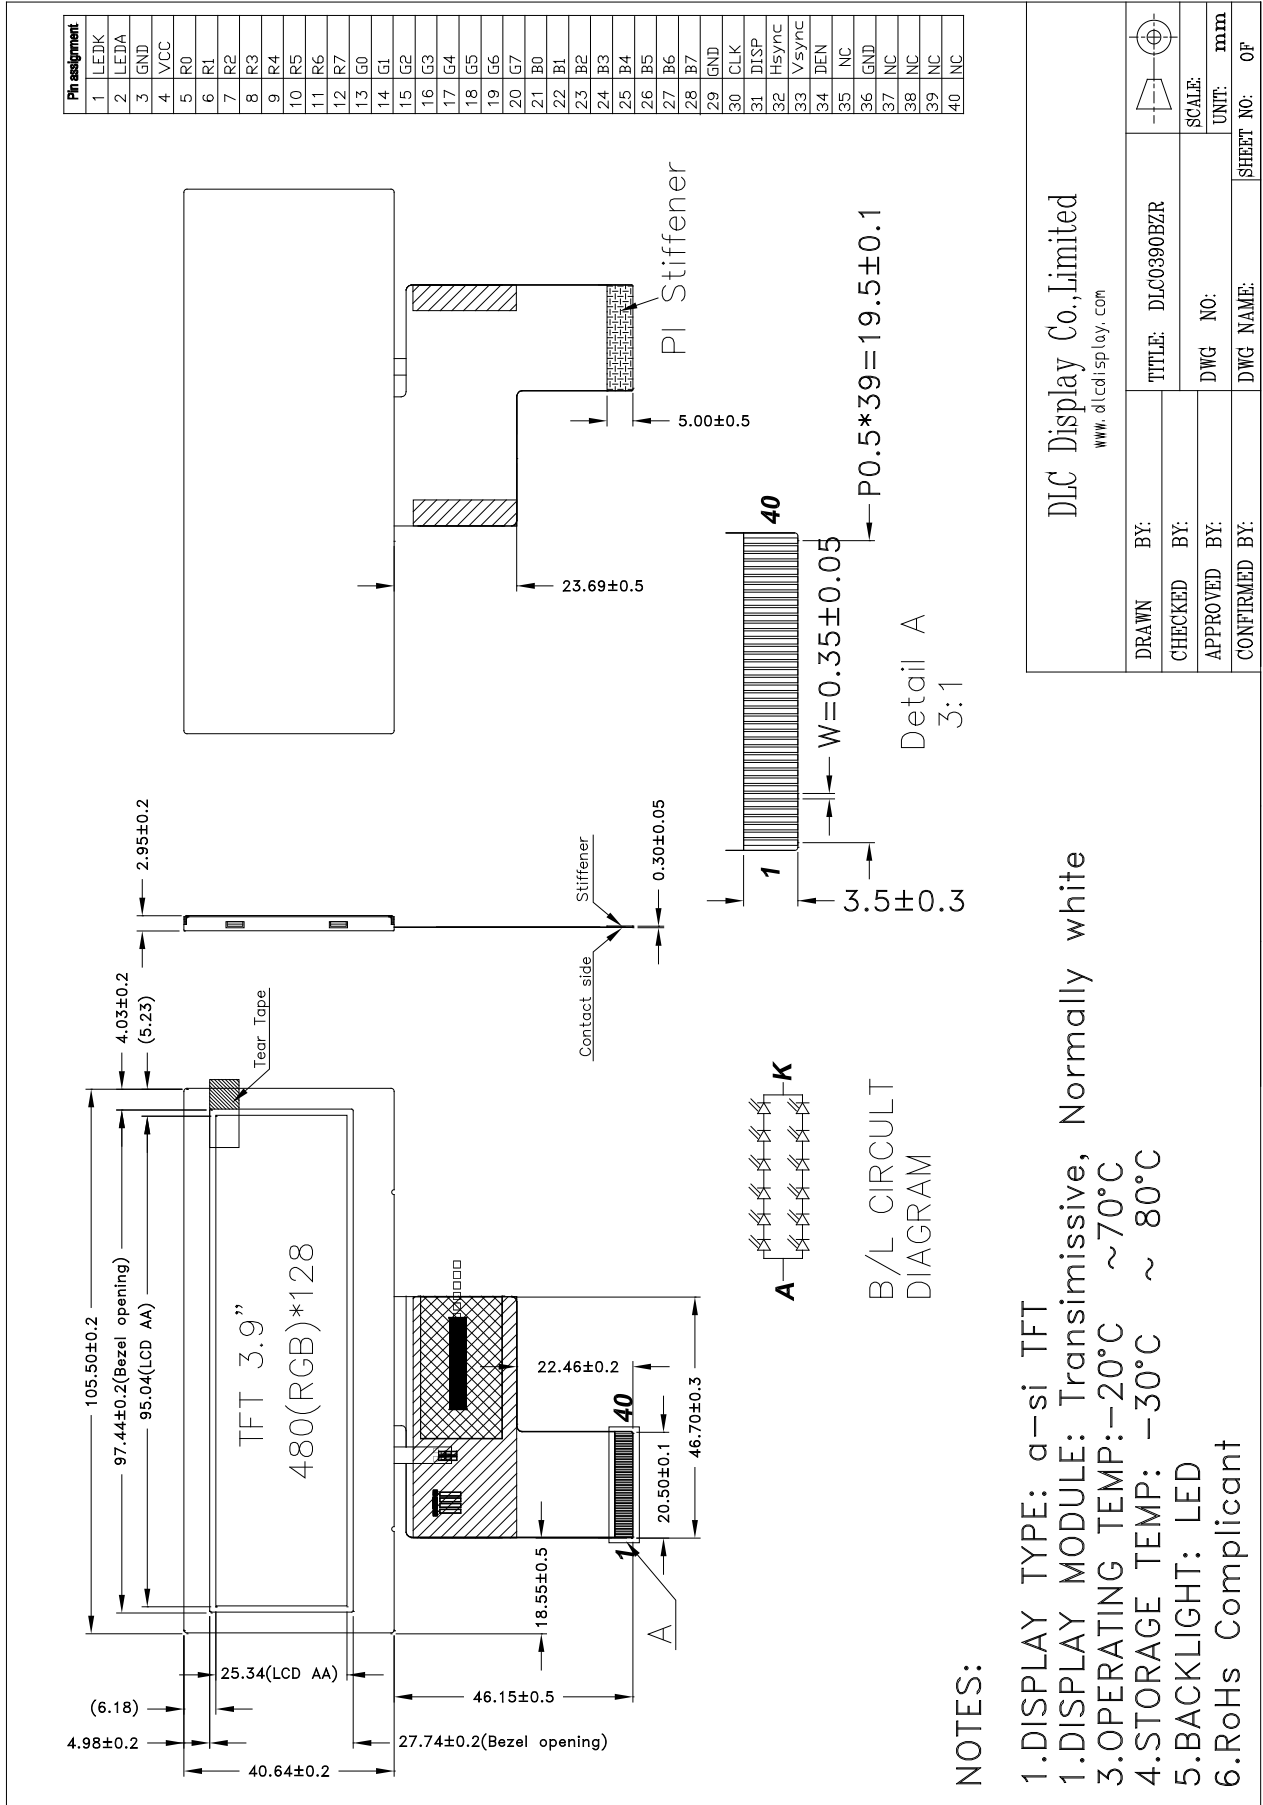 105.50±0.2
97.44±0.2(Bezel opening)
95.04(LCD AA)
4.03±0.2
(5.23)
2.95±0.2
TFT 3.9"
480(RGB)*128
Tear Tape
(6.18)
4.98±0.2
25.34(LCD AA)
40.64±0.2
27.74±0.2(Bezel opening)
46.15±0.5
18.55±0.5
22.46±0.2
20.50±0.1
46.70±0.3
1
40
A
Contact side
Stiffener
0.30±0.05
23.69±0.5
5.00±0.5
PI Stiffener
A
K
B/L CIRCULT
DIAGRAM
1
40
3.5±0.3
W=0.35±0.05
P0.5*39=19.5±0.1
Detail A
3:1
Pin assignment
1 LEDK
2 LEDA
3 GND
4 VCC
5 R0
6 R1
7 R2
8 R3
9 R4
10 R5
11 R6
12 R7
13 G0
14 G1
15 G2
16 G3
17 G4
18 G5
19 G6
20 G7
21 B0
22 B1
23 B2
24 B3
25 B4
26 B5
27 B6
28 B7
29 GND
30 CLK
31 DISP
32 Hsync
33 Vsync
34 DEN
35 NC
36 GND
37 NC
38 NC
39 NC
40 NC
NOTES:
1.DISPLAY TYPE: a-si TFT
1.DISPLAY MODULE: Transimissive, Normally white
3.OPERATING TEMP:-20°C ~70°C
4.STORAGE TEMP: -30°C ~ 80°C
5.BACKLIGHT: LED
6.RoHs Complicant
DLC Display Co.,Limited
www.dlcdisplay.com
DRAWN BY:
TITLE: DLC0390BZR
CHECKED BY:
SCALE:
APPROVED BY:
DWG NO:
UNIT: mm
CONFIRMED BY:
DWG NAME:
SHEET NO: OF